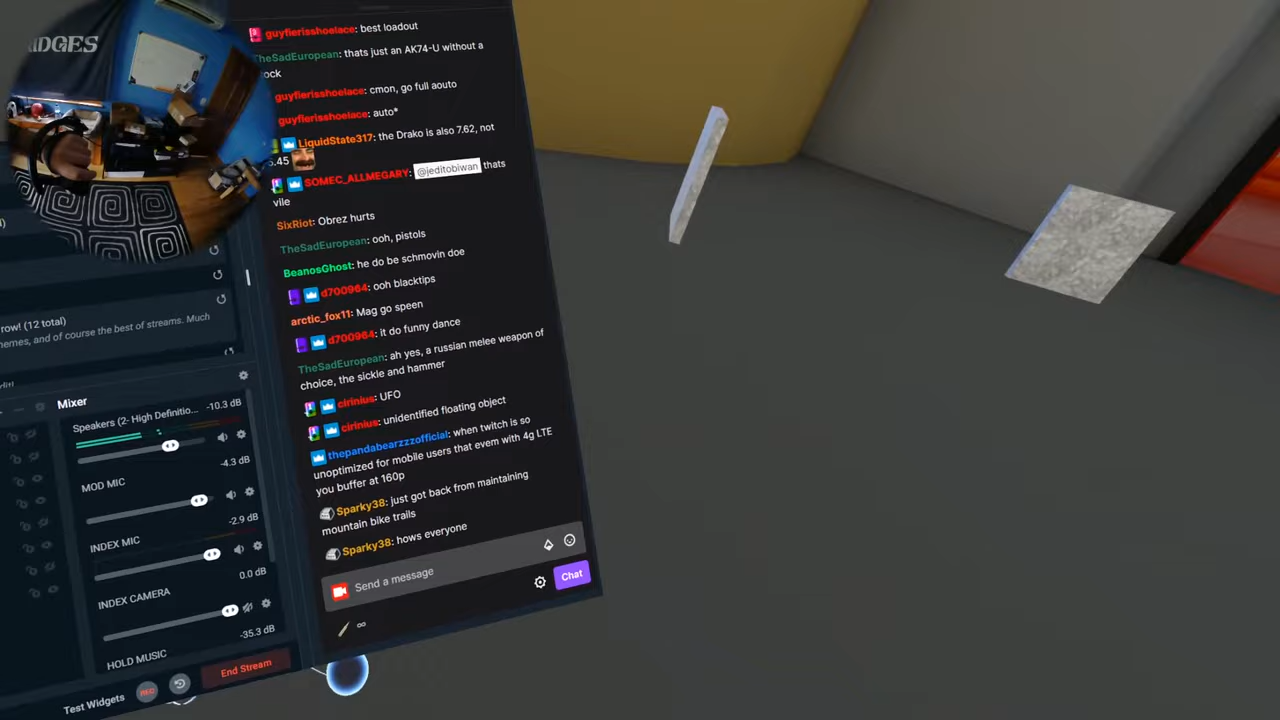 guyfierisshoelace: best loadout
TheSadEuropean: thats just an AK74-U without a
guyfierisshoelace: cmon, go full aouto
guyfierisshoelace: auto*
LiquidState317: the Drako is also 7.62, not
5.45
SOMEC_ALLMEGARY: @jeditobiwan thats
vile
SixRiot: Obrez hurts
TheSadEuropean: ooh, pistols
BeanosGhost: he do be schmovin doe
d700964: ooh blacktips
arctic_fox11: Mag go speen
d700964: it do funny dance
TheSadEuropean: ah yes, a russian melee weapon of
choice, the sickle and hammer
cirinius: UFO
cirinius: unidentified floating object
thepandabearzzzofficial: when twitch is so
unoptimized for mobile users that evem with 4g LTE
you buffer at 160p
Sparky38: just got back from maintaining
mountain bike trails
Sparky38: hows everyone
Send a message
Chat
row! (12 total)
nemes, and of course the best of streams. Much
Mixer
Speakers (2- High Definitio... -10.3 dB
-4.3 dB
MOD MIC
-2.9 dB
INDEX MIC
0.0 dB
INDEX CAMERA
-35.3 dB
HOLD MUSIC
Test Widgets
End Stream